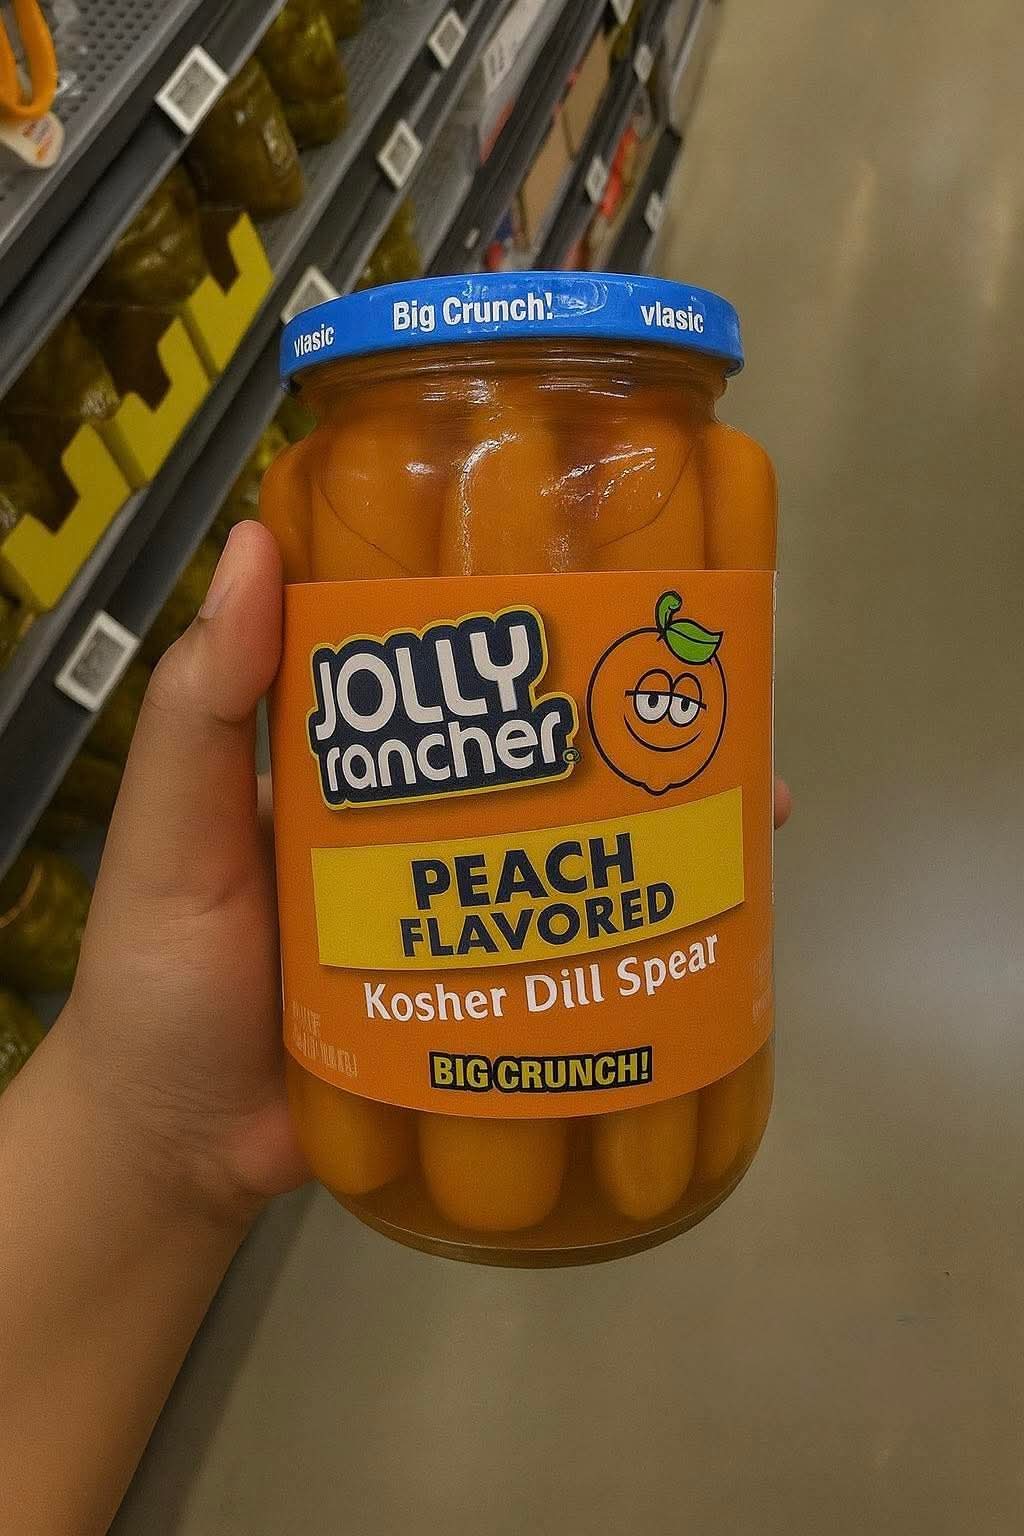 vlasic
Big Crunch!
vlasic
JOLLY
rancher
PEACH
FLAVORED
Kosher Dill Spear
BIG CRUNCH!